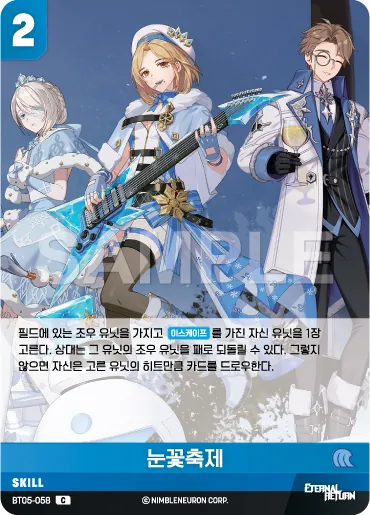 2
SAMPLE
필드에 있는 조우 유닛을 가지고 이스케이프 를 가진 자신 유닛을 1장
고른다. 상대는 그 유닛의 조우 유닛을 패로 되돌릴 수 있다. 그렇지
않으면 자신은 고른 유닛의 히트만큼 카드를 드로우한다.
눈꽃축제
SKILL
BT05-058 C
© NIMBLENEURON CORP.
ETERNAL RETURN